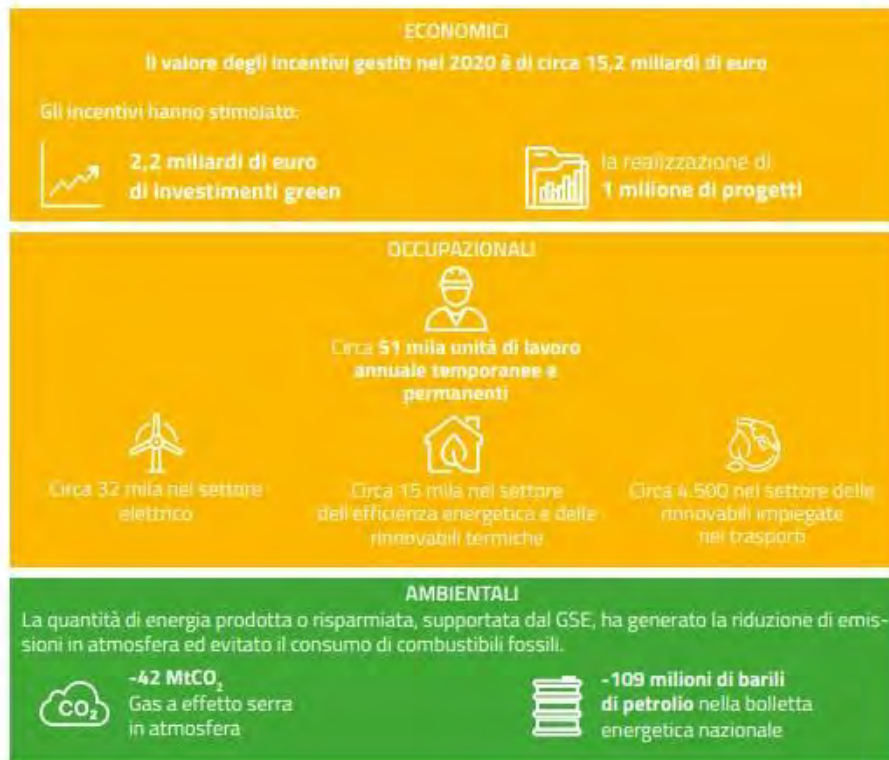 ECONOMICI
Il valore degli incentivi gestiti nel 2020 è di circa 15,2 miliardi di euro
Gli incentivi hanno stimolato:
2,2 miliardi di euro
di investimenti green
la realizzazione di
1 milione di progetti
OCCUPAZIONALI
Circa 51 mila unità di lavoro
annuale temporanee e
permanenti
Circa 32 mila nel settore
elettrico
Circa 15 mila nel settore
dell'efficienza energetica e delle
rinnovabili termiche
Circa 4.500 nel settore delle
rinnovabili impiegate
nei trasporti
AMBIENTALI
La quantità di energia prodotta o risparmiata, supportata dal GSE, ha generato la riduzione di emis-
sioni in atmosfera ed evitato il consumo di combustibili fossili.
CO₂
-42 MtCO₂
Gas a effetto serra
in atmosfera
-109 milioni di barili
di petrolio nella bolletta
energetica nazionale